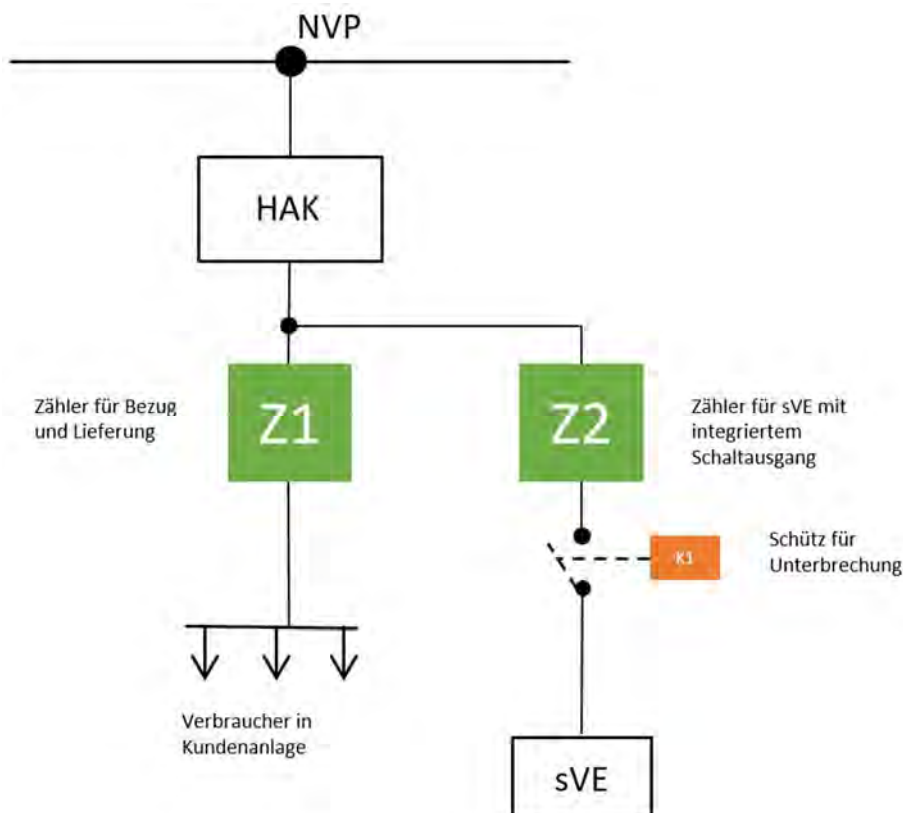 NVP
HAK
Zähler für Bezug
und Lieferung
Z1
Z2
Zähler für sVE mit
integriertem
Schaltausgang
K1
Schütz für
Unterbrechung
Verbraucher in
Kundenanlage
sVE